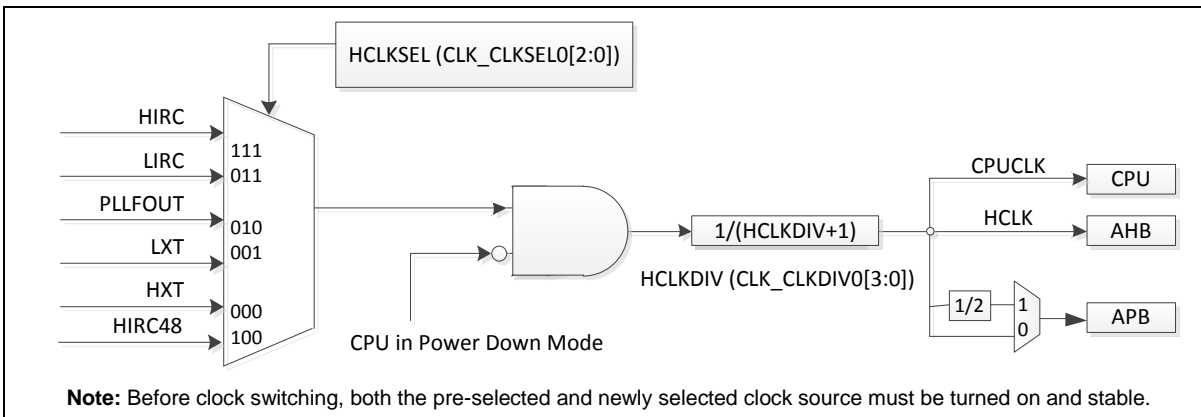 HCLKSEL (CLK_CLKSEL0[2:0])
HIRC
111
LIRC
011
PLLFOUT
010
LXT
001
HXT
000
HIRC48
100
CPU in Power Down Mode
1/(HCLKDIV+1)
HCLKDIV (CLK_CLKDIV0[3:0])
CPUCLK
CPU
HCLK
AHB
1/2
1
0
APB
Note: Before clock switching, both the pre-selected and newly selected clock source must be turned on and stable.